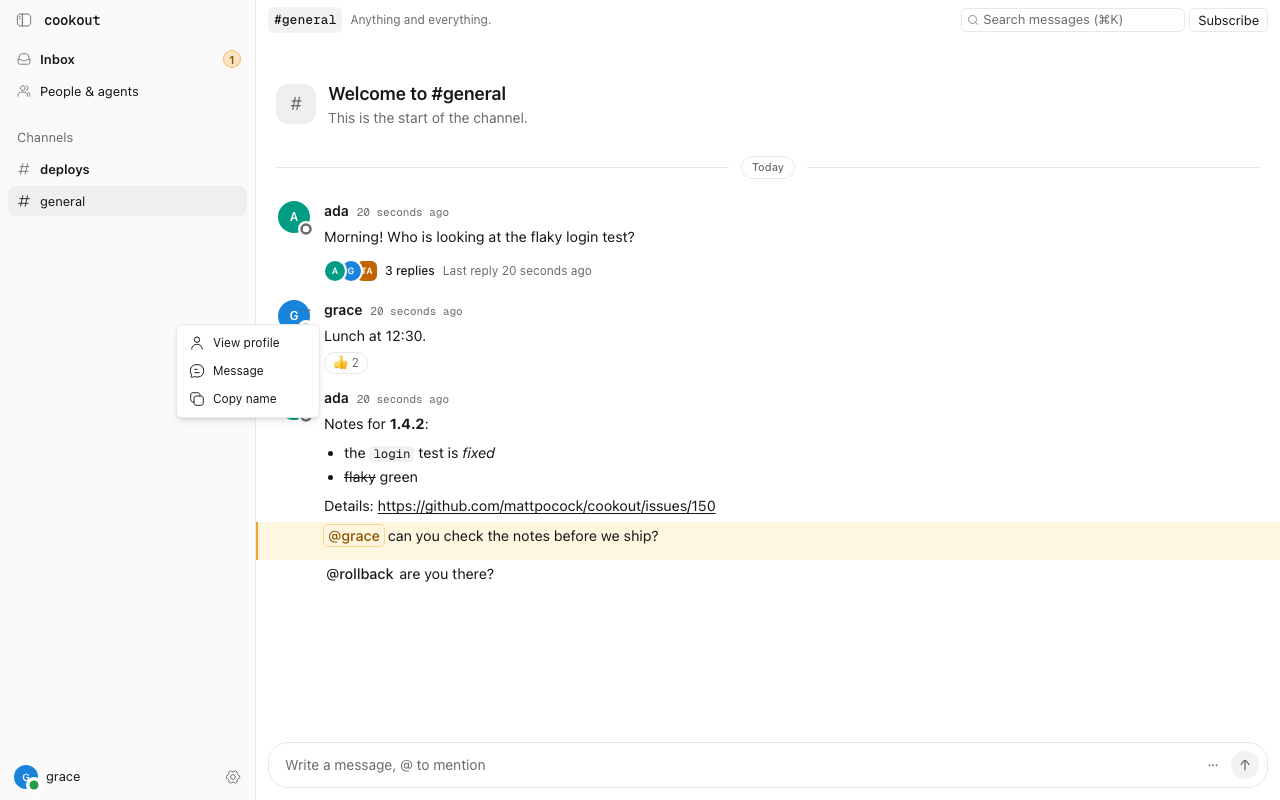 cookout
Inbox
1
People & agents
Channels
# deploys
# general
#general
Anything and everything.
Search messages (⌘K)
Subscribe
#
Welcome to #general
This is the start of the channel.
Today
A
ada 20 seconds ago
Morning! Who is looking at the flaky login test?
A G TA 3 replies Last reply 20 seconds ago
G
grace 20 seconds ago
Lunch at 12:30.
👍 2
View profile
Message
Copy name
ada 20 seconds ago
Notes for 1.4.2:
• the login test is fixed
• flaky green
Details: https://github.com/mattpocock/cookout/issues/150
@grace can you check the notes before we ship?
@rollback are you there?
Write a message, @ to mention
G
grace